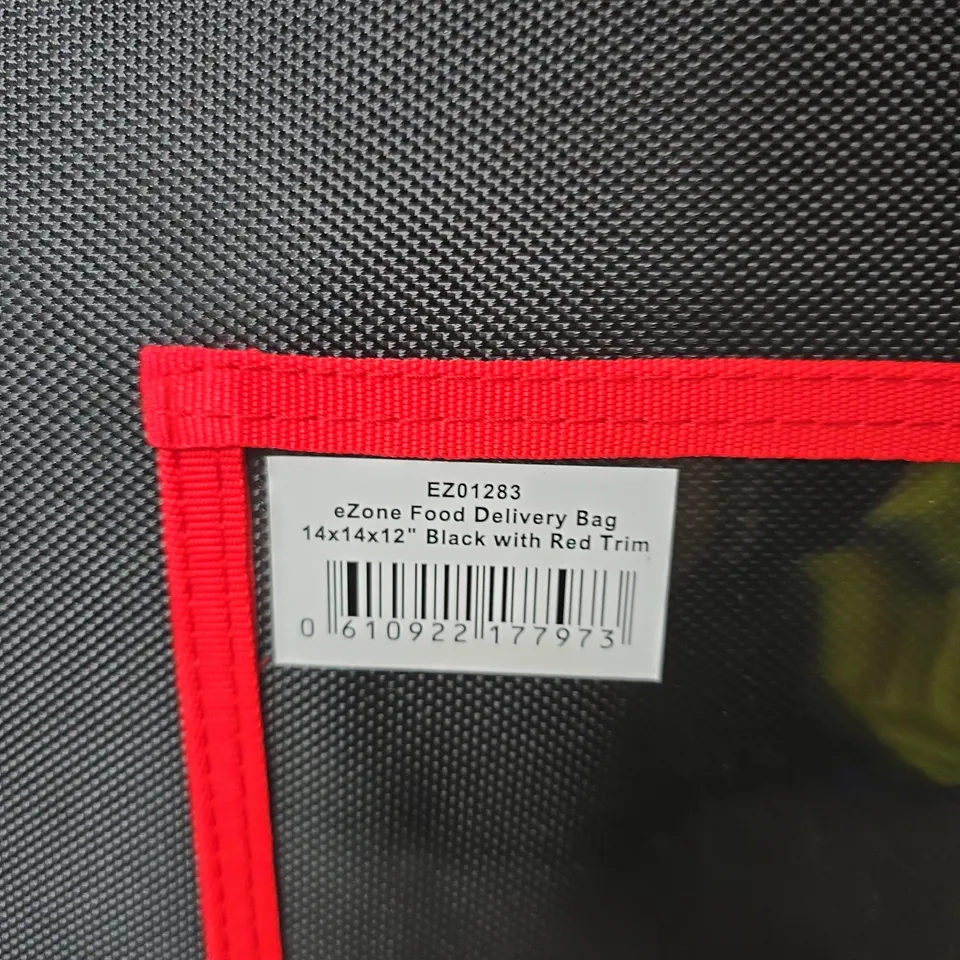 EZ01283
eZone Food Delivery Bag
14x14x12" Black with Red Trim
0 610922 177973